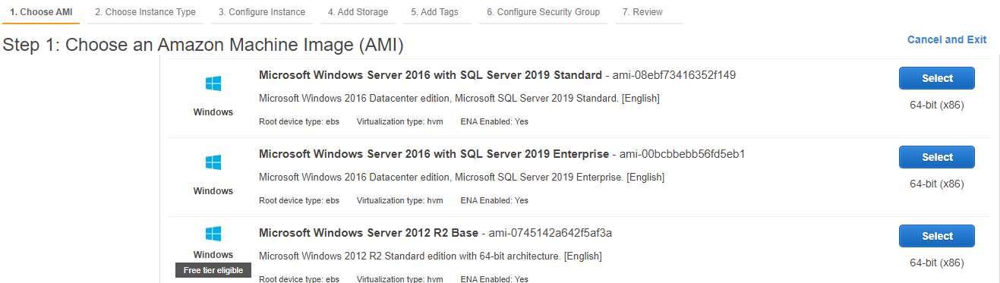 1. Choose AMI 2. Choose Instance Type 3. Configure Instance 4. Add Storage 5. Add Tags 6. Configure Security Group 7. Review
Step 1: Choose an Amazon Machine Image (AMI) Cancel and Exit
Microsoft Windows Server 2016 with SQL Server 2019 Standard - ami-08ebf73416352f149 Select
Microsoft Windows 2016 Datacenter edition, Microsoft SQL Server 2019 Standard. [English] 64-bit (x86)
Windows
Root device type: ebs Virtualization type: hvm ENA Enabled: Yes
Microsoft Windows Server 2016 with SQL Server 2019 Enterprise - ami-00bcbbebb56fd5eb1 Select
Microsoft Windows 2016 Datacenter edition, Microsoft SQL Server 2019 Enterprise. [English] 64-bit (x86)
Windows
Root device type: ebs Virtualization type: hvm ENA Enabled: Yes
Microsoft Windows Server 2012 R2 Base - ami-0745142a642f5af3a Select
Windows Microsoft Windows 2012 R2 Standard edition with 64-bit architecture. [English] 64-bit (x86)
Free tier eligible
Root device type: ebs Virtualization type: hvm ENA Enabled: Yes